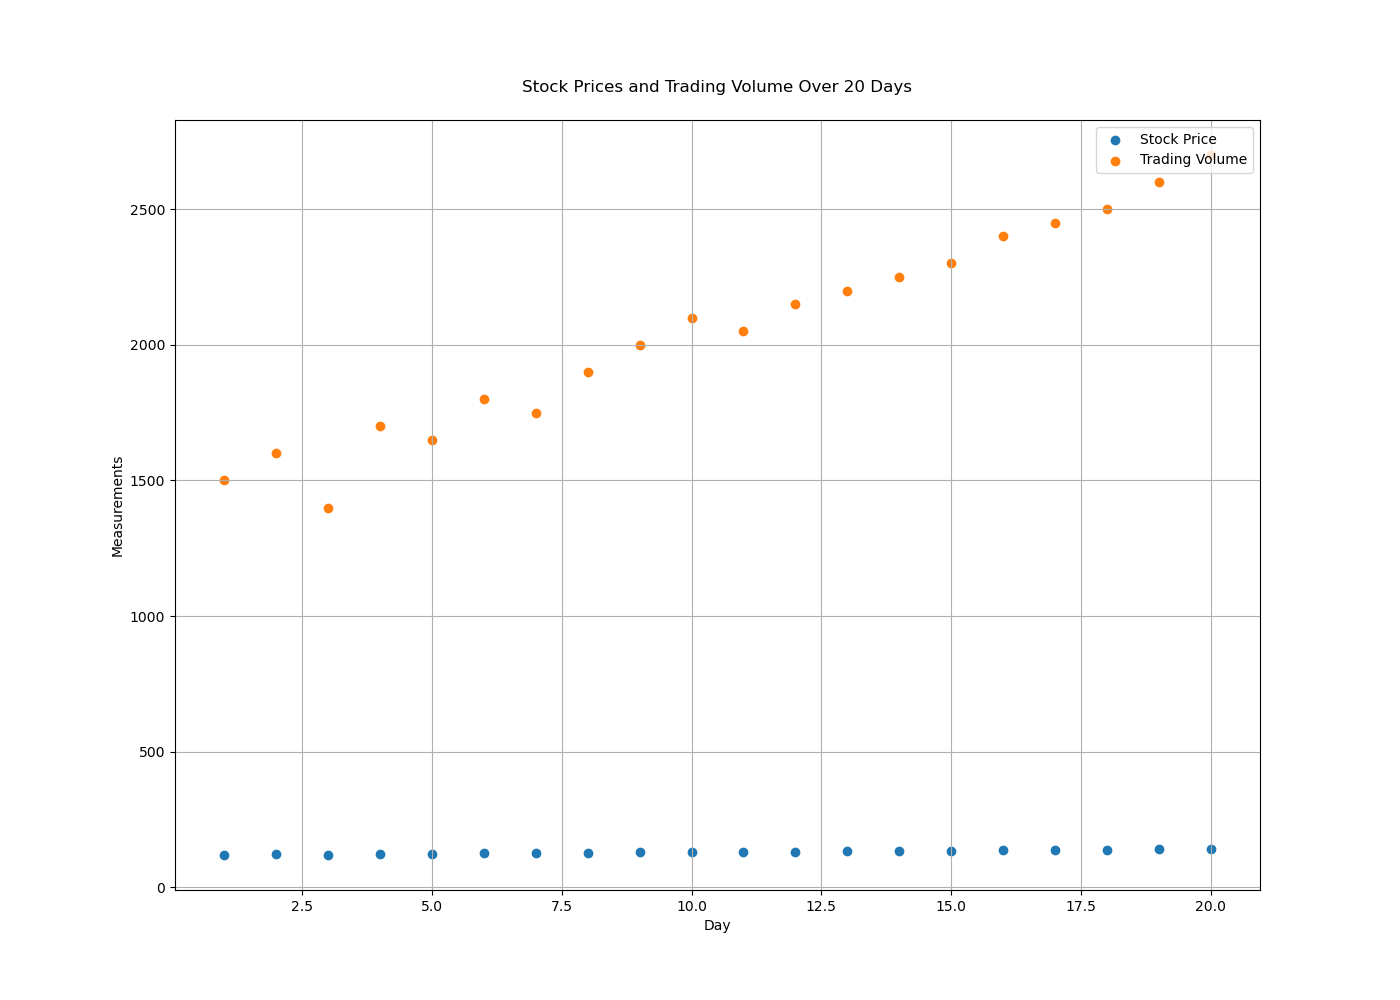 Stock Prices and Trading Volume Over 20 Days
Stock Price
Trading Volume
2500
2000
1500
1000
500
0
Measurements
2.5 5.0 7.5 10.0 12.5 15.0 17.5 20.0
Day